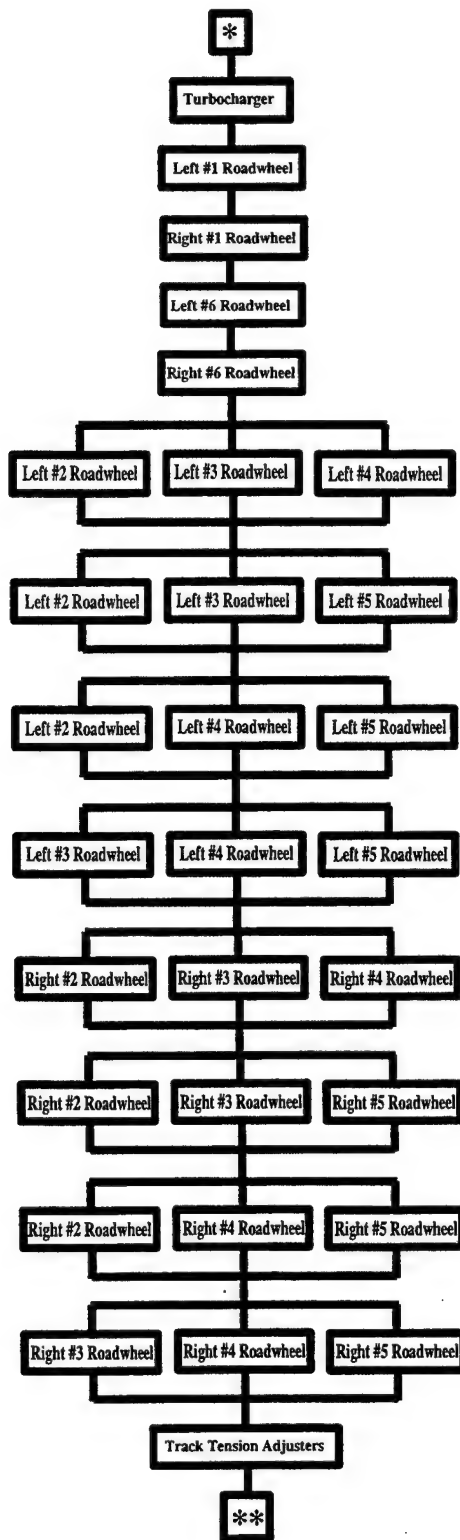 *
Turbocharger
Left #1 Roadwheel
Right #1 Roadwheel
Left #6 Roadwheel
Right #6 Roadwheel
Left #2 Roadwheel Left #3 Roadwheel Left #4 Roadwheel
Left #2 Roadwheel Left #3 Roadwheel Left #5 Roadwheel
Left #2 Roadwheel Left #4 Roadwheel Left #5 Roadwheel
Left #3 Roadwheel Left #4 Roadwheel Left #5 Roadwheel
Right #2 Roadwheel Right #3 Roadwheel Right #4 Roadwheel
Right #2 Roadwheel Right #3 Roadwheel Right #5 Roadwheel
Right #2 Roadwheel Right #4 Roadwheel Right #5 Roadwheel
Right #3 Roadwheel Right #4 Roadwheel Right #5 Roadwheel
Track Tension Adjusters
**